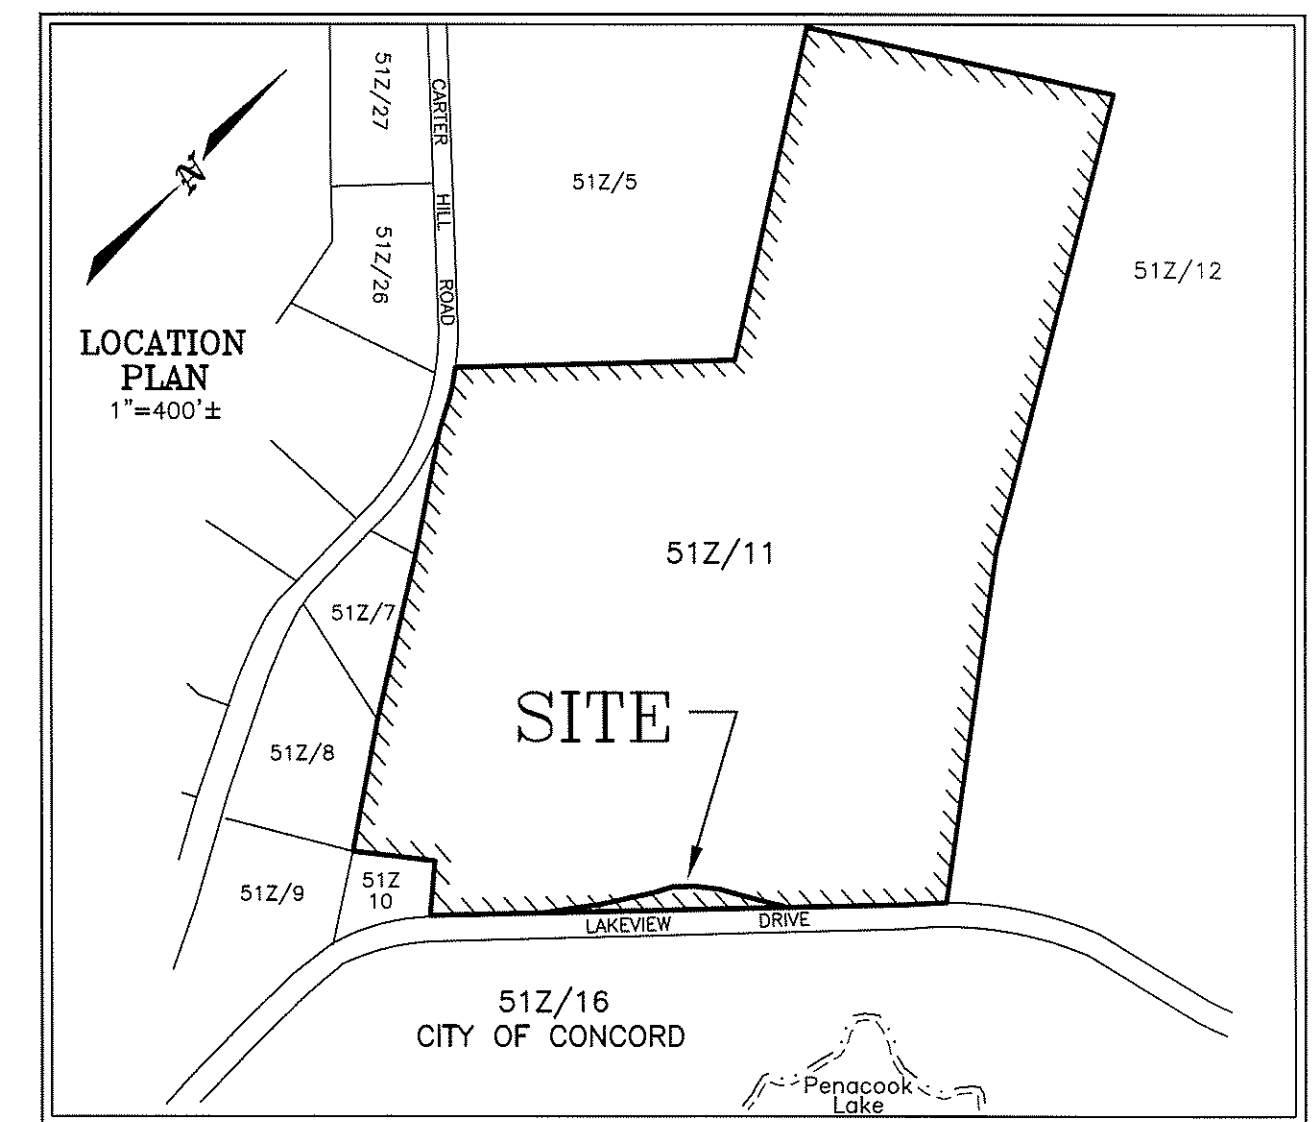 51Z/27
CARTER HILL ROAD
51Z/5
N
51Z/26
51Z/12
LOCATION
PLAN
1"=400'±
51Z/11
51Z/7
SITE
51Z/8
51Z/9
51Z
10
LAKEVIEW DRIVE
51Z/16
CITY OF CONCORD
Penacook
Lake